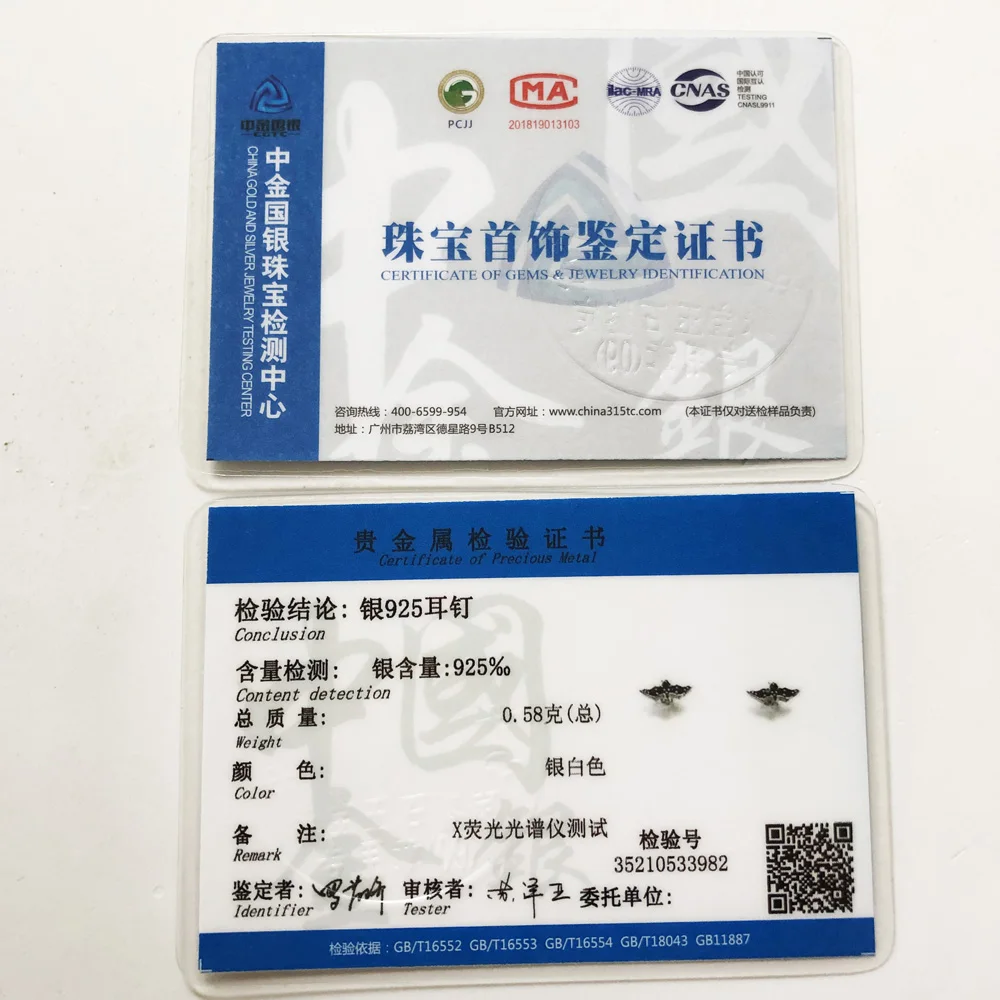 中金国银
CGTC
中金国银珠宝检测中心
CHINA GOLD AND SILVER JEWELRY TESTING CENTER
PCJJ
MA
201819013103
ilac-MRA
CNAS
中国认可
国际互认
检测
TESTING
CNASL9911
珠宝首饰鉴定证书
CERTIFICATE OF GEMS & JEWELRY IDENTIFICATION
咨询热线：400-6599-954 官方网址：www.china315tc.com (本证书仅对送检样品负责)
地址：广州市荔湾区德星路9号B512
贵金属检验证书
Certificate of Precious Metal
检验结论: 银925耳钉
Conclusion
含量检测: 银含量:925‰
Content detection
总质量: 0.58克(总)
Weight
颜色: 银白色
Color
备注: X荧光光谱仪测试
Remark
检验号
35210533982
鉴定者: 审核者: 委托单位:
Identifier Tester
检验依据：GB/T16552 GB/T16553 GB/T16554 GB/T18043 GB11887